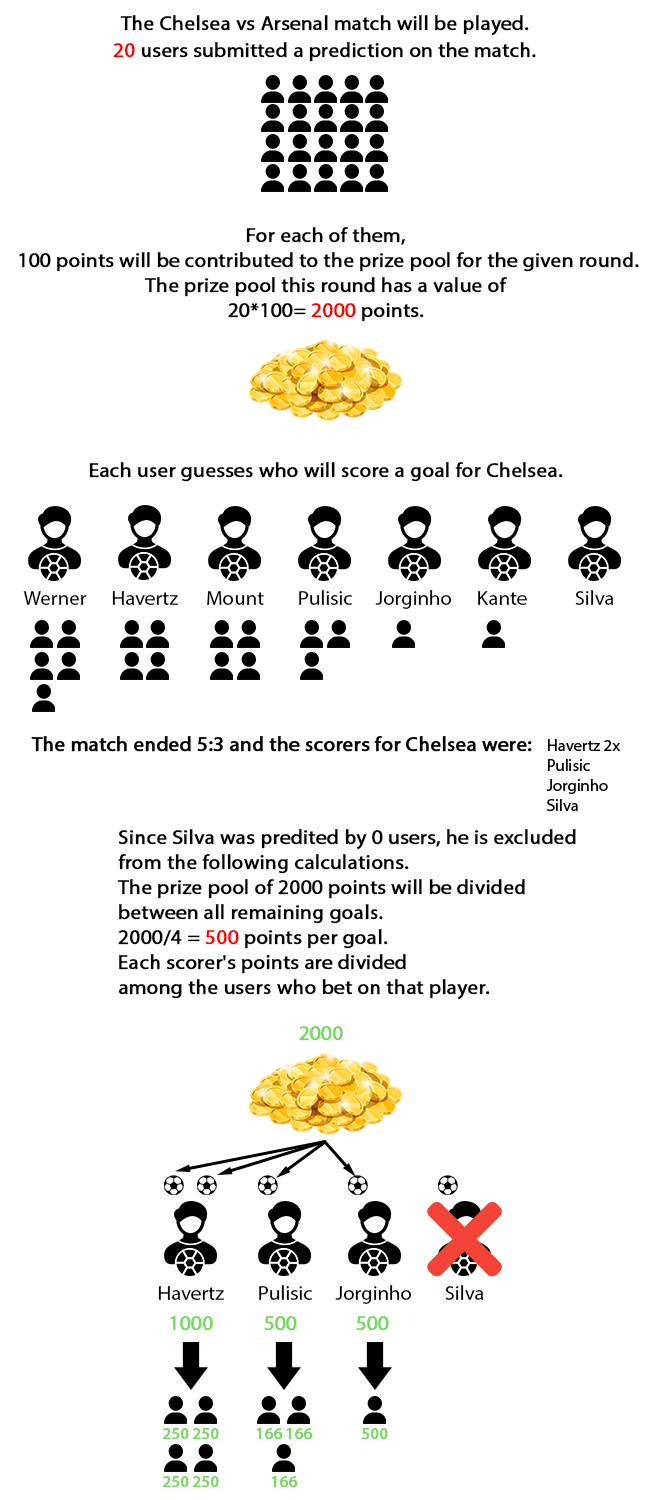 The Chelsea vs Arsenal match will be played.
20 users submitted a prediction on the match.
For each of them,
100 points will be contributed to the prize pool for the given round.
The prize pool this round has a value of
20*100= 2000 points.
Each user guesses who will score a goal for Chelsea.
Werner Havertz Mount Pulisic Jorginho Kante Silva
The match ended 5:3 and the scorers for Chelsea were: Havertz 2x
Pulisic
Jorginho
Silva
Since Silva was predited by 0 users, he is excluded
from the following calculations.
The prize pool of 2000 points will be divided
between all remaining goals.
2000/4 = 500 points per goal.
Each scorer's points are divided
among the users who bet on that player.
2000
Havertz Pulisic Jorginho Silva
1000 500 500
250 250 166 166 500
250 250 166